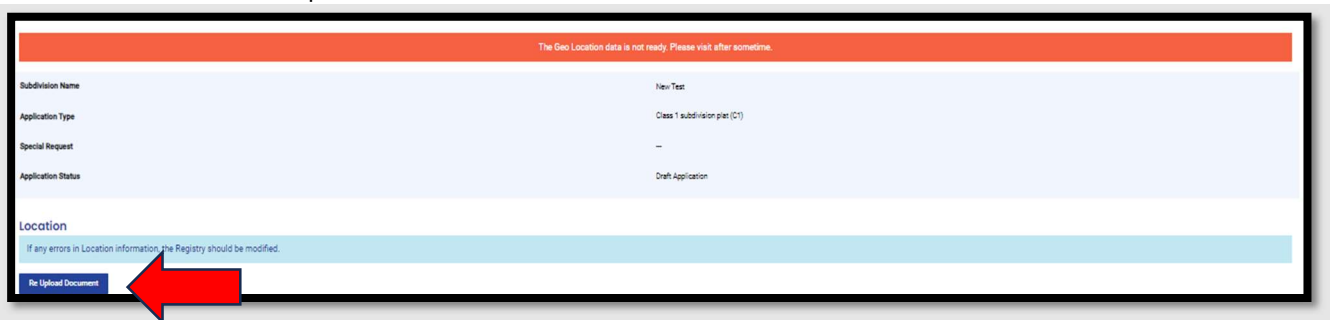 The Geo Location data is not ready. Please visit after sometime.
Subdivision Name New Test
Application Type Class 1 subdivision plat (C1)
Special Request —
Application Status Draft Application
Location
If any errors in Location information, the Registry should be modified.
Re Upload Document